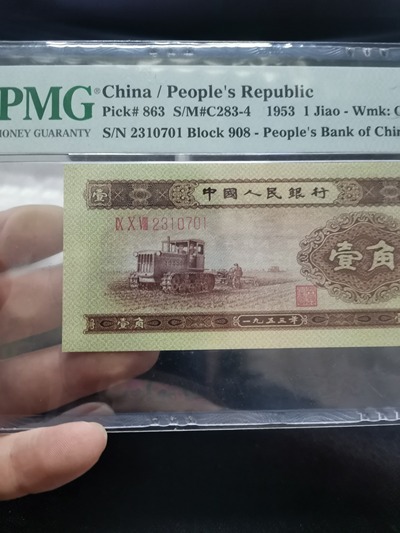 PMG
MONEY GUARANTY
China / People's Republic
Pick# 863 S/M#C283-4 1953 1 Jiao - Wmk:
S/N 2310701 Block 908 - People's Bank of Chin
中國人民銀行
壹
IX X VIII 2310701
壹角
壹角
一九五三年